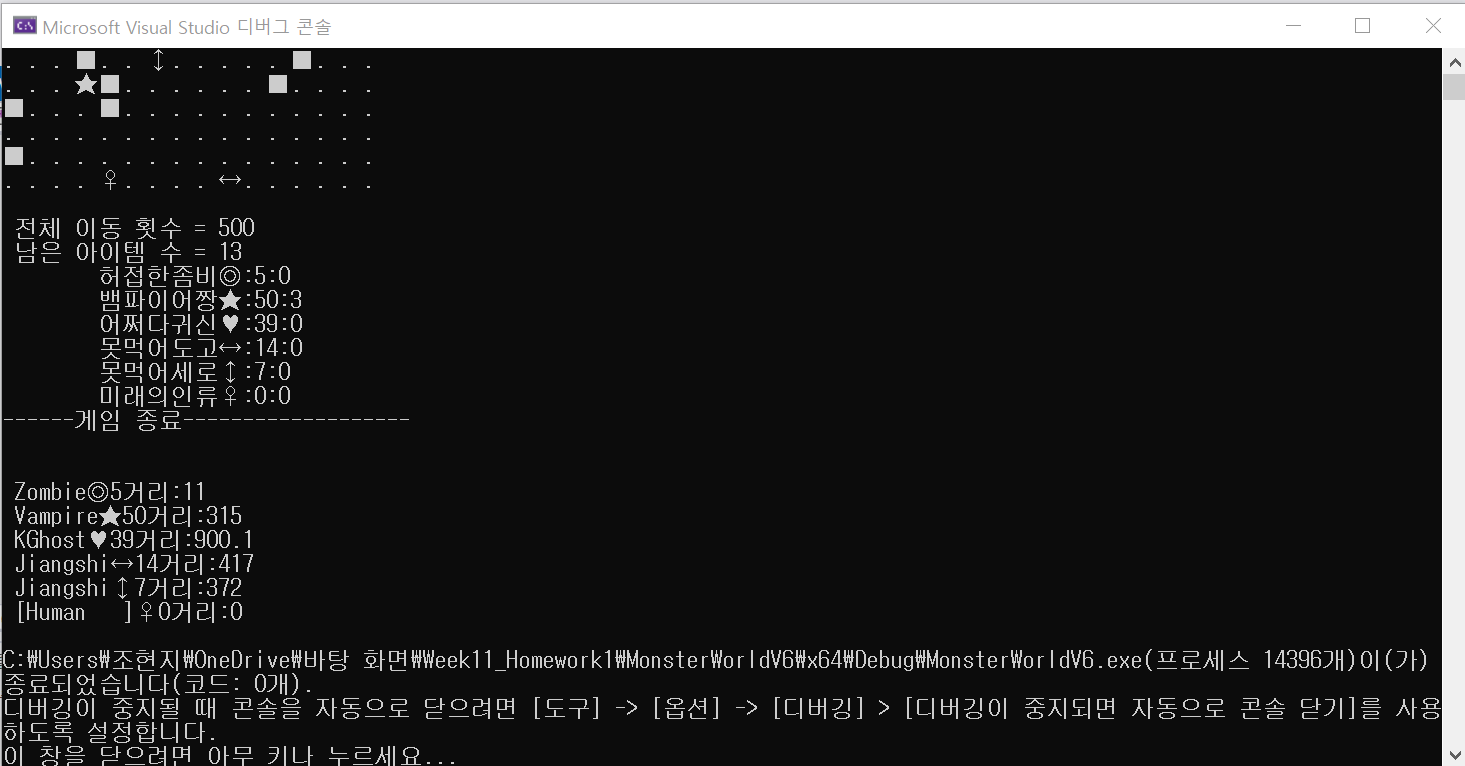 Microsoft Visual Studio 디버그 콘솔
. . . ■ . . ↕ . . . . . ■ . . .
. . . ★ ■ . . . . . . ■ . . . .
■ . . . ■ . . . . . . . . . . .
. . . . . . . . . . . . . . . .
■ . . . . . . . . . . . . . . .
. . . . ♀ . . . . ↔ . . . . . .
전체 이동 횟수 = 500
남은 아이템 수 = 13
허접한좀비◎:5:0
뱀파이어짱★:50:3
어쩌다귀신♥:39:0
못먹어도고↔:14:0
못먹어세로↕:7:0
미래의인류♀:0:0
------게임 종료-------------------
Zombie◎5거리:11
Vampire★50거리:315
KGhost♥39거리:900.1
Jiangshi↔14거리:417
Jiangshi↕7거리:372
[Human   ]♀0거리:0
C:₩Users₩조현지₩OneDrive₩바탕 화면₩Week11_Homework1₩MonsterWorldV6₩x64₩Debug₩MonsterWorldV6.exe(프로세스 14396개)이(가)
종료되었습니다(코드: 0개).
디버깅이 중지될 때 콘솔을 자동으로 닫으려면 [도구] -> [옵션] -> [디버깅] > [디버깅이 중지되면 자동으로 콘솔 닫기]를 사용
하도록 설정합니다.
이 창을 닫으려면 아무 키나 누르세요...